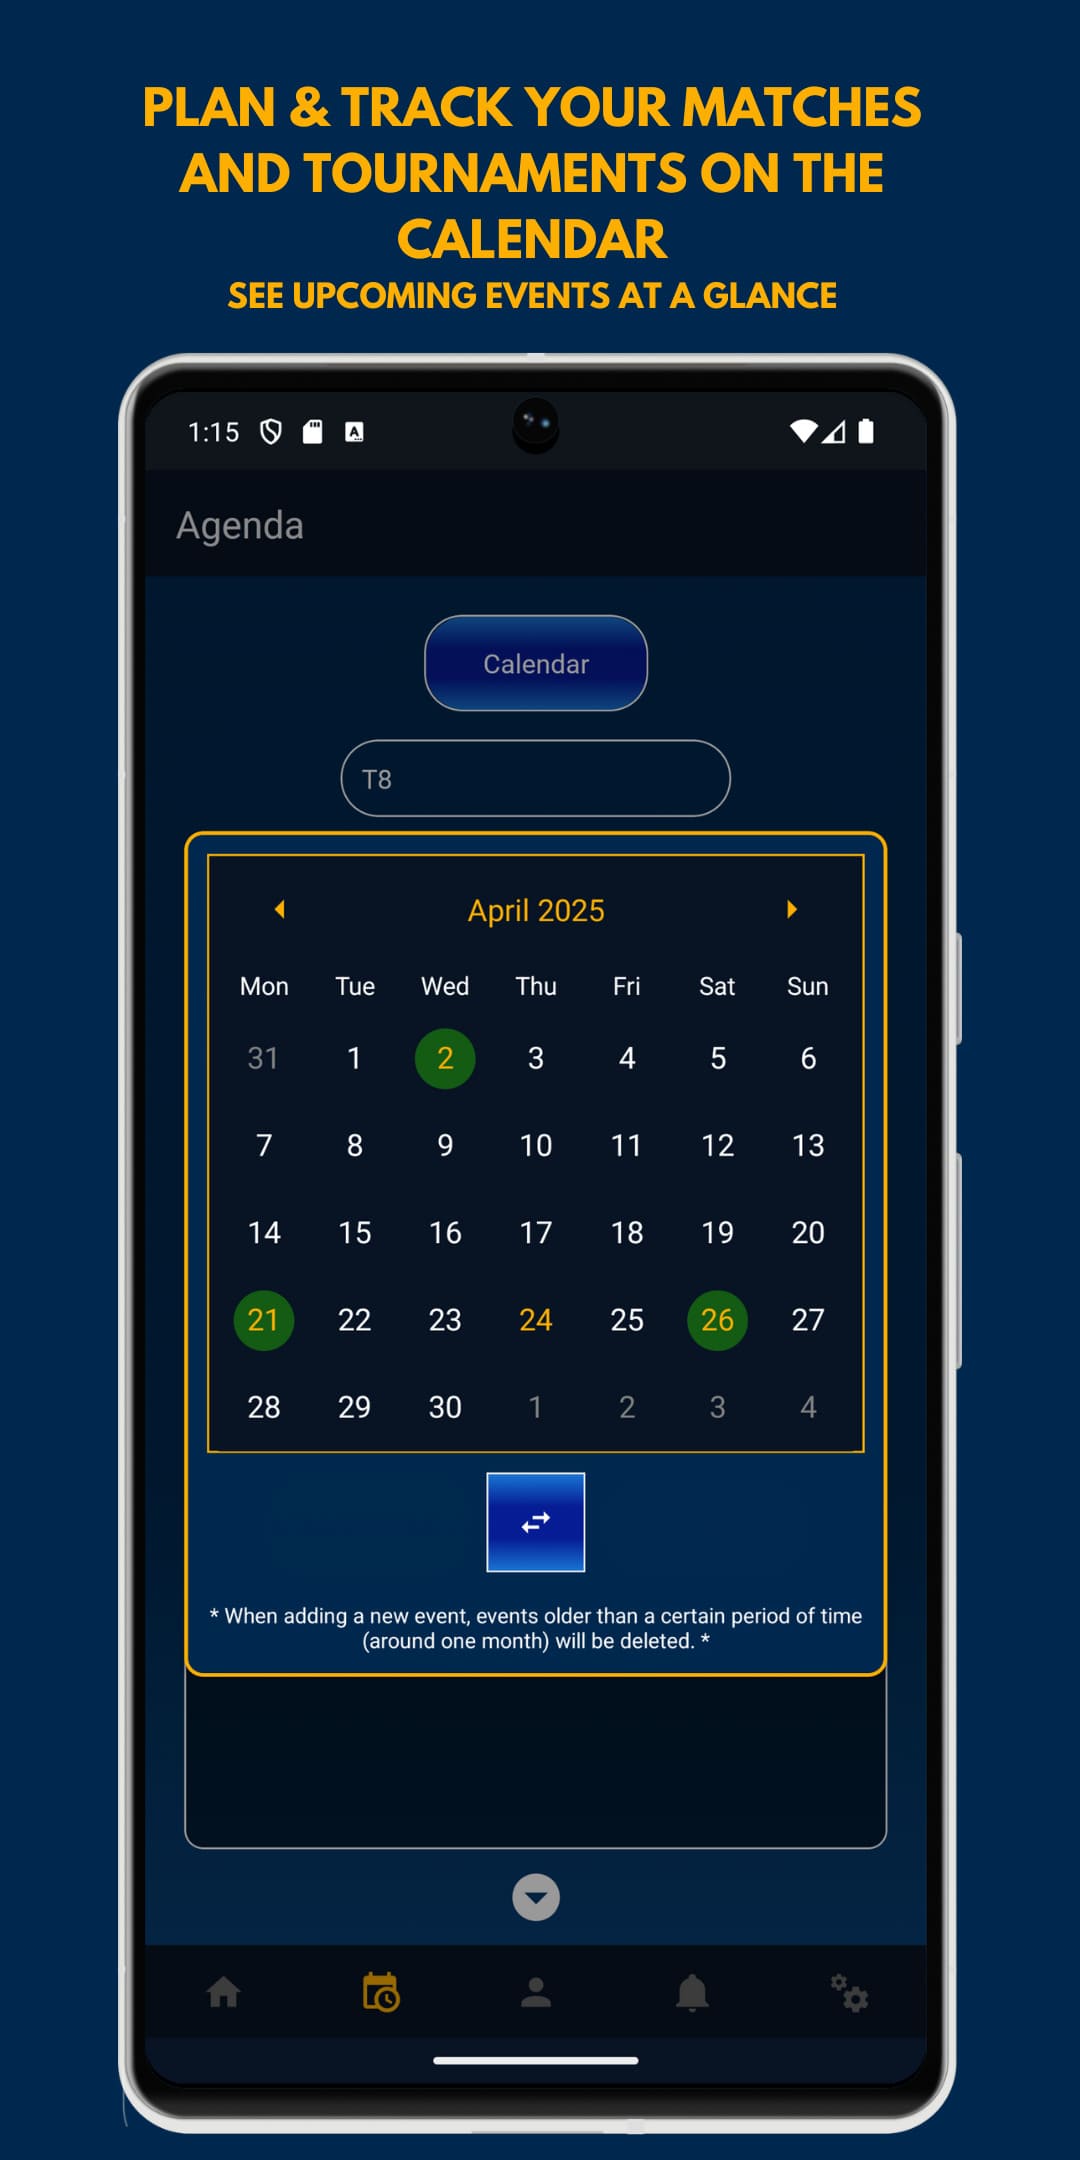 PLAN & TRACK YOUR MATCHES
AND TOURNAMENTS ON THE
CALENDAR
SEE UPCOMING EVENTS AT A GLANCE
1:15
A
Agenda
Calendar
T8
April 2025
Mon Tue Wed Thu Fri Sat Sun
31 1 2 3 4 5 6
7 8 9 10 11 12 13
14 15 16 17 18 19 20
21 22 23 24 25 26 27
28 29 30 1 2 3 4
* When adding a new event, events older than a certain period of time
(around one month) will be deleted. *